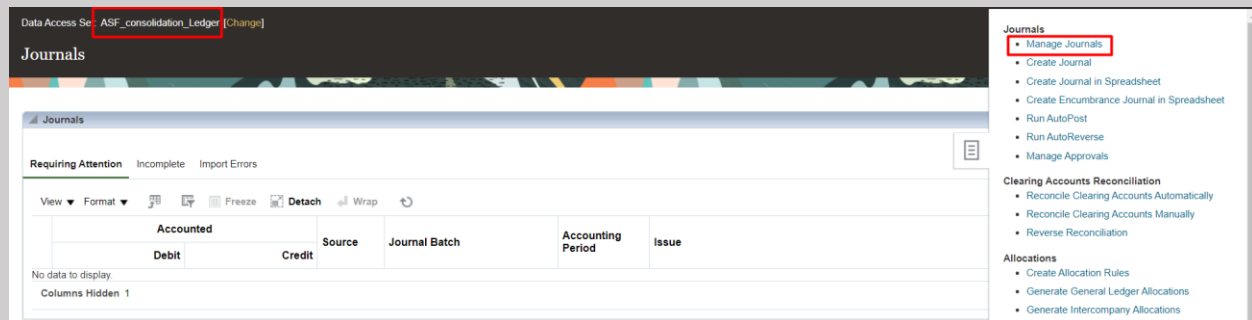 Data Access Set: ASF_consolidation_Ledger [Change]
Journals
Journals
Requiring Attention Incomplete Import Errors
View Format Freeze Detach Wrap
Accounted
Debit Credit Source Journal Batch Accounting Period Issue
No data to display.
Columns Hidden 1
Journals
Manage Journals
Create Journal
Create Journal in Spreadsheet
Create Encumbrance Journal in Spreadsheet
Run AutoPost
Run AutoReverse
Manage Approvals
Clearing Accounts Reconciliation
Reconcile Clearing Accounts Automatically
Reconcile Clearing Accounts Manually
Reverse Reconciliation
Allocations
Create Allocation Rules
Generate General Ledger Allocations
Generate Intercompany Allocations